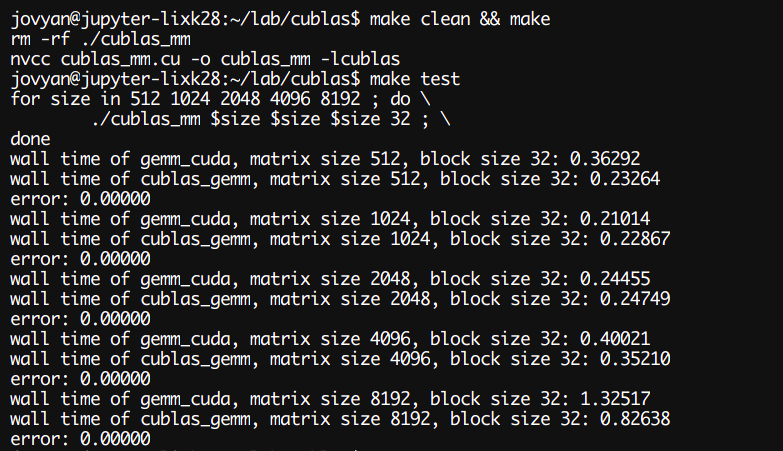 jovyan@jupyter-lixk28:~/lab/cublas$ make clean && make
rm -rf ./cublas_mm
nvcc cublas_mm.cu -o cublas_mm -lcublas
jovyan@jupyter-lixk28:~/lab/cublas$ make test
for size in 512 1024 2048 4096 8192 ; do \
        ./cublas_mm $size $size $size 32 ; \
done
wall time of gemm_cuda, matrix size 512, block size 32: 0.36292
wall time of cublas_gemm, matrix size 512, block size 32: 0.23264
error: 0.00000
wall time of gemm_cuda, matrix size 1024, block size 32: 0.21014
wall time of cublas_gemm, matrix size 1024, block size 32: 0.22867
error: 0.00000
wall time of gemm_cuda, matrix size 2048, block size 32: 0.24455
wall time of cublas_gemm, matrix size 2048, block size 32: 0.24749
error: 0.00000
wall time of gemm_cuda, matrix size 4096, block size 32: 0.40021
wall time of cublas_gemm, matrix size 4096, block size 32: 0.35210
error: 0.00000
wall time of gemm_cuda, matrix size 8192, block size 32: 1.32517
wall time of cublas_gemm, matrix size 8192, block size 32: 0.82638
error: 0.00000